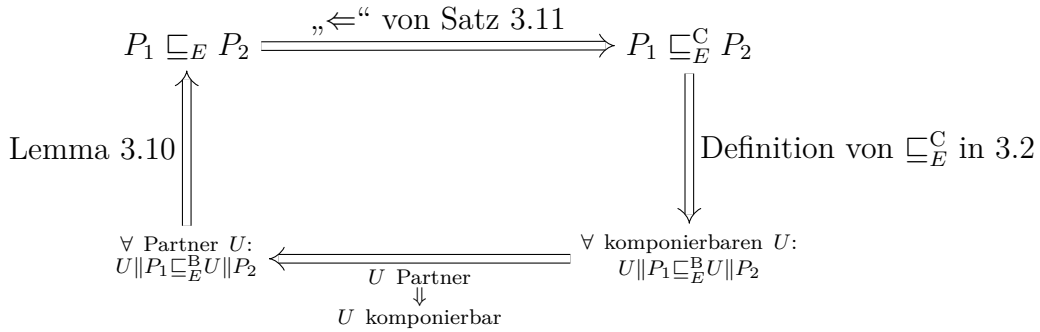 „⇐“ von Satz 3.11
P₁ ⊑_E P₂
P₁ ⊑_E^C P₂
Lemma 3.10
Definition von ⊑_E^C in 3.2
∀ Partner U:
U‖P₁⊑_E^B U‖P₂
∀ komponierbaren U:
U‖P₁⊑_E^B U‖P₂
U Partner
⇓
U komponierbar